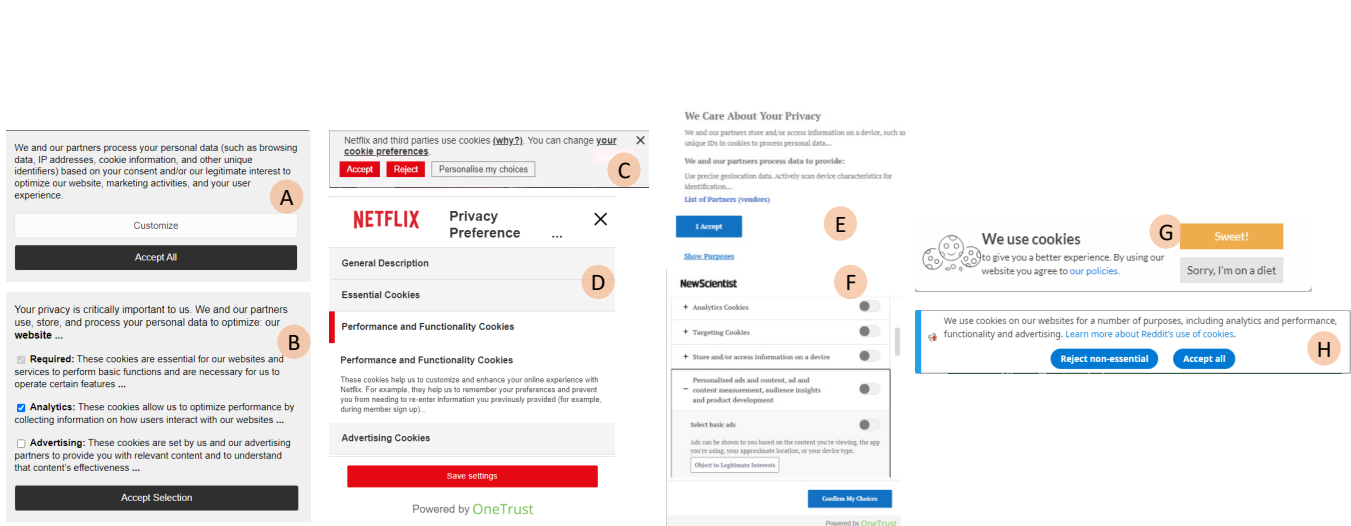 We and our partners process your personal data (such as browsing
data, IP addresses, cookie information, and other unique
identifiers) based on your consent and/or our legitimate interest to
optimize our website, marketing activities, and your user
experience.
A
Customize
Accept All
Your privacy is critically important to us. We and our partners
use, store, and process your personal data to optimize: our
website ...
B
Required: These cookies are essential for our websites and
services to perform basic functions and are necessary for us to
operate certain features ...
Analytics: These cookies allow us to optimize performance by
collecting information on how users interact with our websites ...
Advertising: These cookies are set by us and our advertising
partners to provide you with relevant content and to understand
that content's effectiveness ...
Accept Selection
Netflix and third parties use cookies (why?). You can change your
cookie preferences.
Accept Reject Personalise my choices
C
NETFLIX
Privacy
Preference ...
General Description
D
Essential Cookies
Performance and Functionality Cookies
Performance and Functionality Cookies
These cookies help us to customize and enhance your online experience with
Netflix. For example, they help us to remember your preferences and prevent
you from needing to re-enter information you previously provided (for example,
during member sign up)...
Advertising Cookies
Save settings
Powered by OneTrust
We Care About Your Privacy
We and our partners store and/or access information on a device, such as
unique IDs in cookies to process personal data...
We and our partners process data to provide:
Use precise geolocation data. Actively scan device characteristics for
identification...
List of Partners (vendors)
E
I Accept
Show Purposes
NewScientist
F
+ Analytics Cookies
+ Targeting Cookies
+ Store and/or access information on a device
− Personalised ads and content, ad and
content measurement, audience insights
and product development
Select basic ads
Ads can be shown to you based on the content you're viewing, the app
you're using, your approximate location, or your device type.
Object to Legitimate Interests
Confirm My Choices
Powered by OneTrust
G
We use cookies
to give you a better experience. By using our
website you agree to our policies.
Sweet!
Sorry, I'm on a diet
We use cookies on our websites for a number of purposes, including analytics and performance,
functionality and advertising. Learn more about Reddit's use of cookies.
Reject non-essential Accept all
H